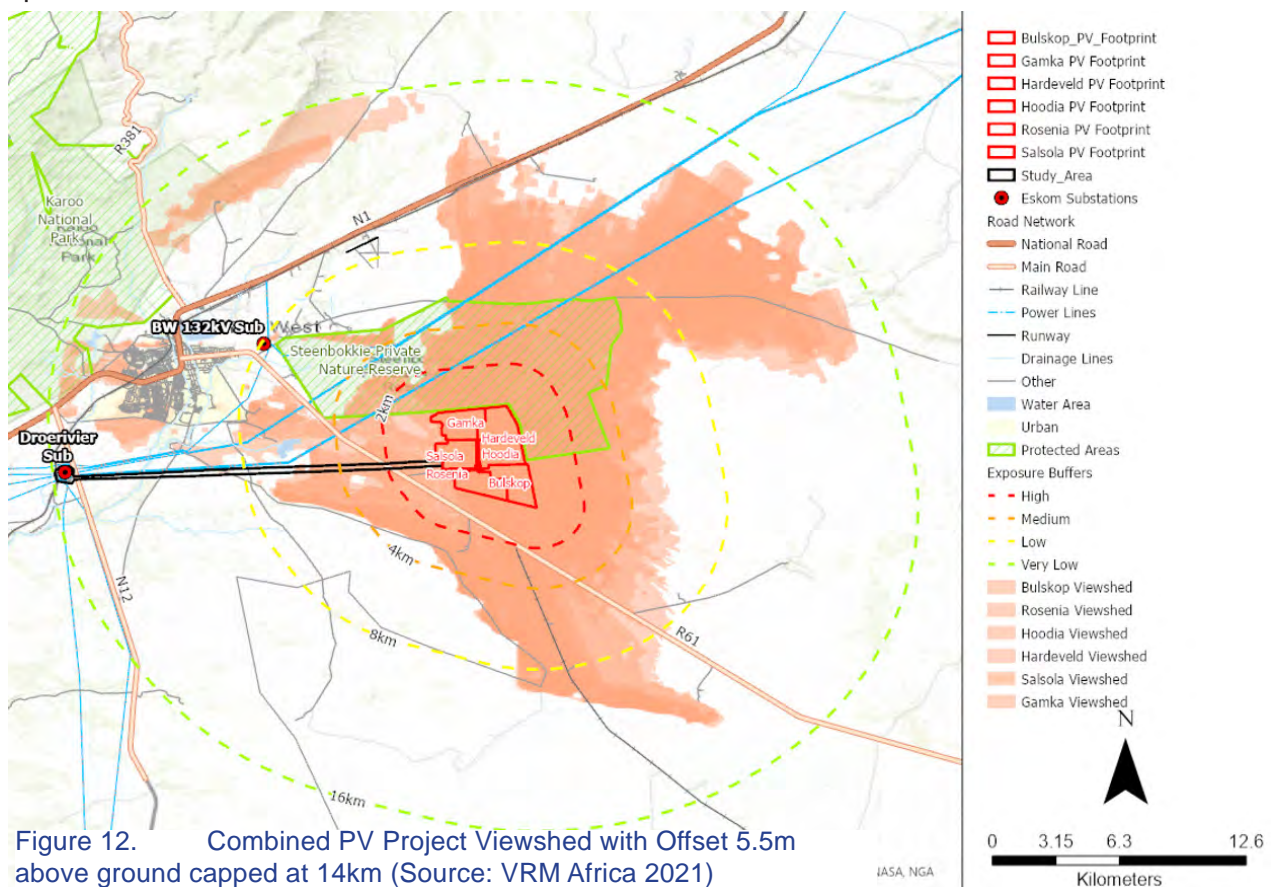 R381
Karoo
National
Park
N1
BW 132kV Sub
West
Steenbokkie Private
Nature Reserve
2km
Gamka
Hardeveld
Droerivier
Sub
Salsola
Hoodia
Rosenia
Bulskop
4km
N12
8km
R61
16km
Bulskop_PV_Footprint
Gamka PV Footprint
Hardeveld PV Footprint
Hoodia PV Footprint
Rosenia PV Footprint
Salsola PV Footprint
Study_Area
Eskom Substations
Road Network
National Road
Main Road
Railway Line
Power Lines
Runway
Drainage Lines
Other
Water Area
Urban
Protected Areas
Exposure Buffers
High
Medium
Low
Very Low
Bulskop Viewshed
Rosenia Viewshed
Hoodia Viewshed
Hardeveld Viewshed
Salsola Viewshed
Gamka Viewshed
N
0 3.15 6.3 12.6
Kilometers
Figure 12. Combined PV Project Viewshed with Offset 5.5m
above ground capped at 14km (Source: VRM Africa 2021)
IASA, NGA